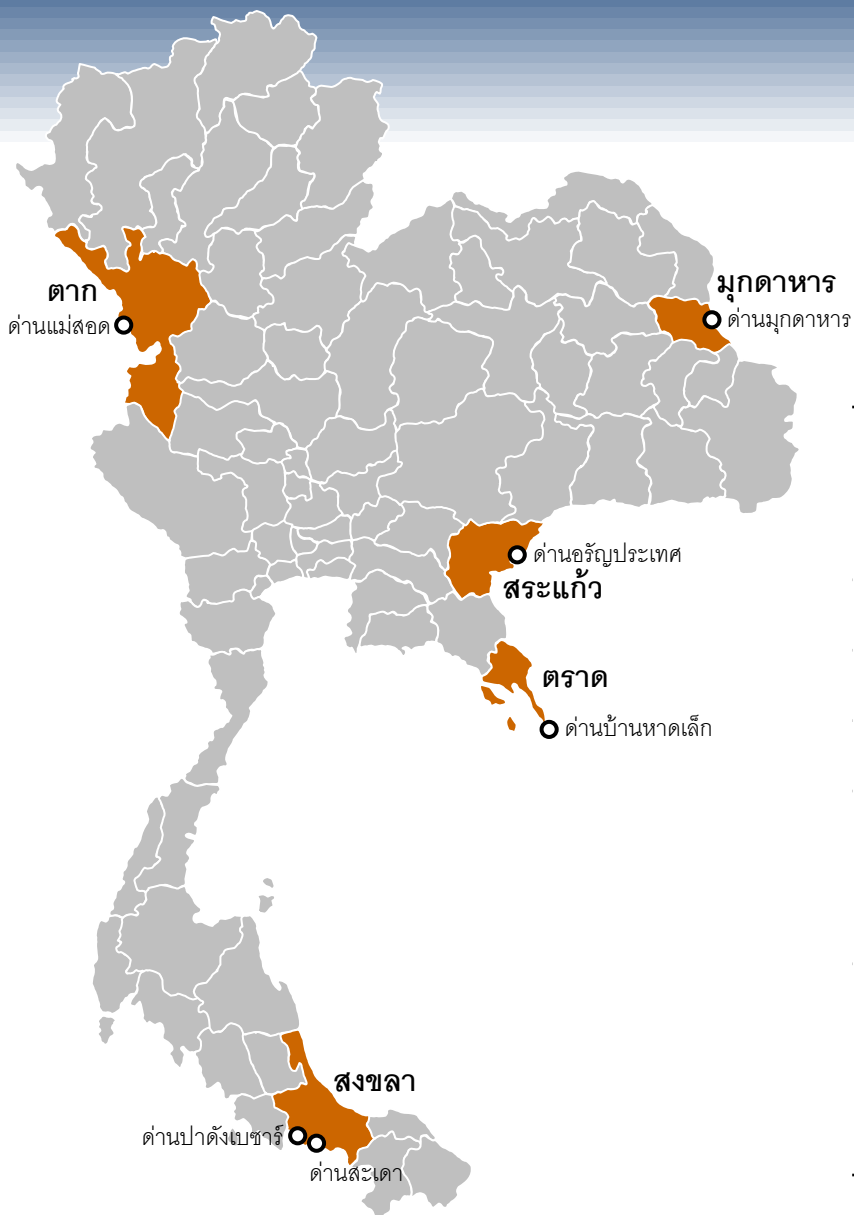 มุกดาหาร
ตาก
ด่านมุกดาหาร
ด่านแม่สอด
ด่านอรัญประเทศ
สระแก้ว
ตราด
ด่านบ้านหาดเล็ก
สงขลา
ด่านปาดังเบซาร์
ด่านสะเดา